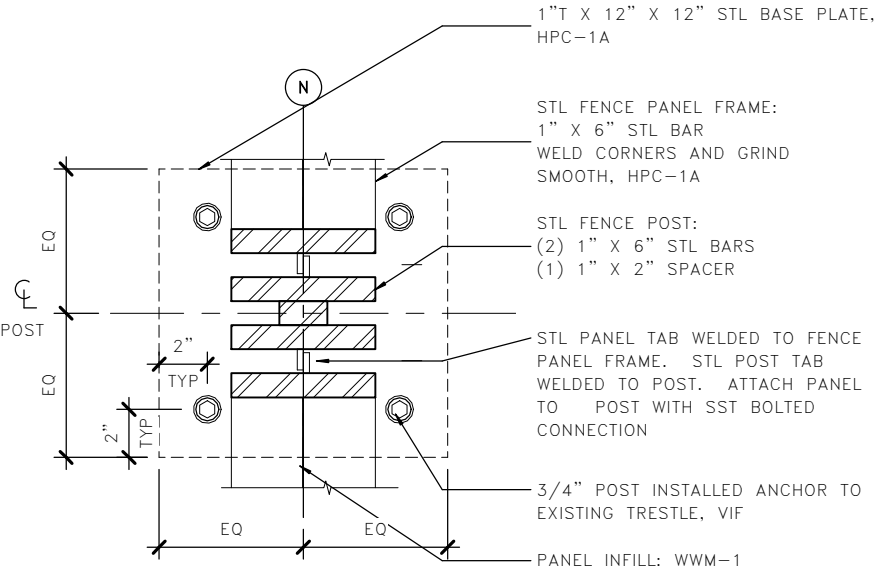 1"T X 12" X 12" STL BASE PLATE,
HPC-1A
N
STL FENCE PANEL FRAME:
1" X 6" STL BAR
WELD CORNERS AND GRIND
SMOOTH, HPC-1A
STL FENCE POST:
(2) 1" X 6" STL BARS
(1) 1" X 2" SPACER
EQ
CL
POST
EQ
2"
TYP
2"
TYP
STL PANEL TAB WELDED TO FENCE
PANEL FRAME. STL POST TAB
WELDED TO POST. ATTACH PANEL
TO POST WITH SST BOLTED
CONNECTION
3/4" POST INSTALLED ANCHOR TO
EXISTING TRESTLE, VIF
EQ
EQ
PANEL INFILL: WWM-1